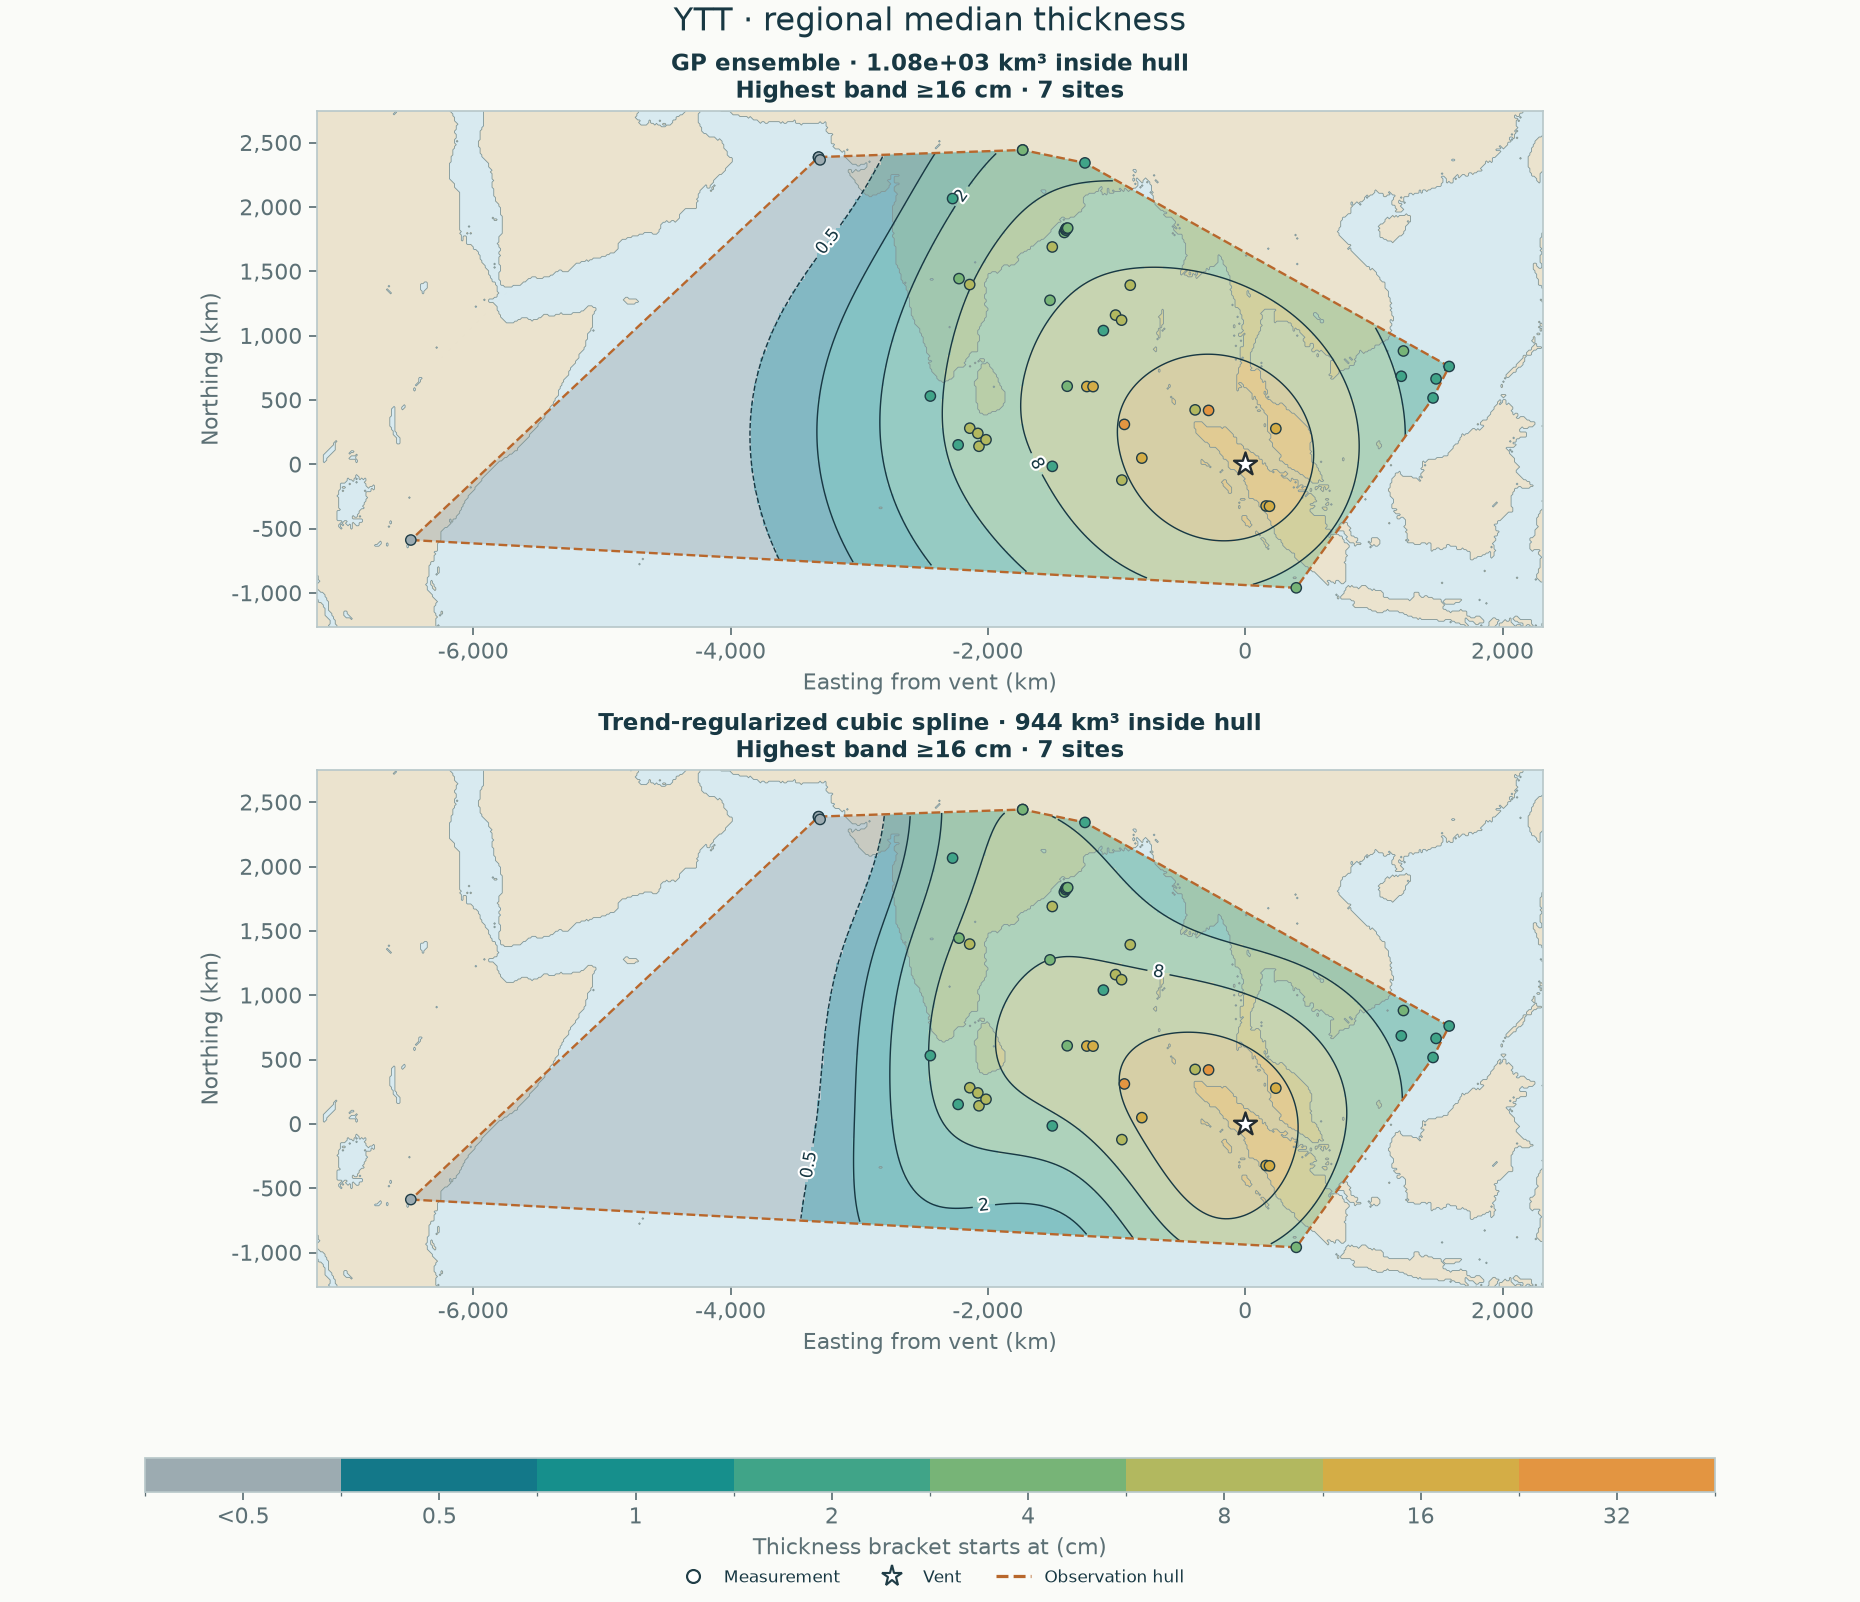 YTT · regional median thickness
GP ensemble · 1.08e+03 km³ inside hull
Highest band ≥16 cm · 7 sites
2,500
2,000
1,500
1,000
500
0
-500
-1,000
Northing (km)
0.5
2
8
-6,000 -4,000 -2,000 0 2,000
Easting from vent (km)
Trend-regularized cubic spline · 944 km³ inside hull
Highest band ≥16 cm · 7 sites
2,500
2,000
1,500
1,000
500
0
-500
-1,000
Northing (km)
8
0.5
2
-6,000 -4,000 -2,000 0 2,000
Easting from vent (km)
<0.5 0.5 1 2 4 8 16 32
Thickness bracket starts at (cm)
Measurement Vent Observation hull